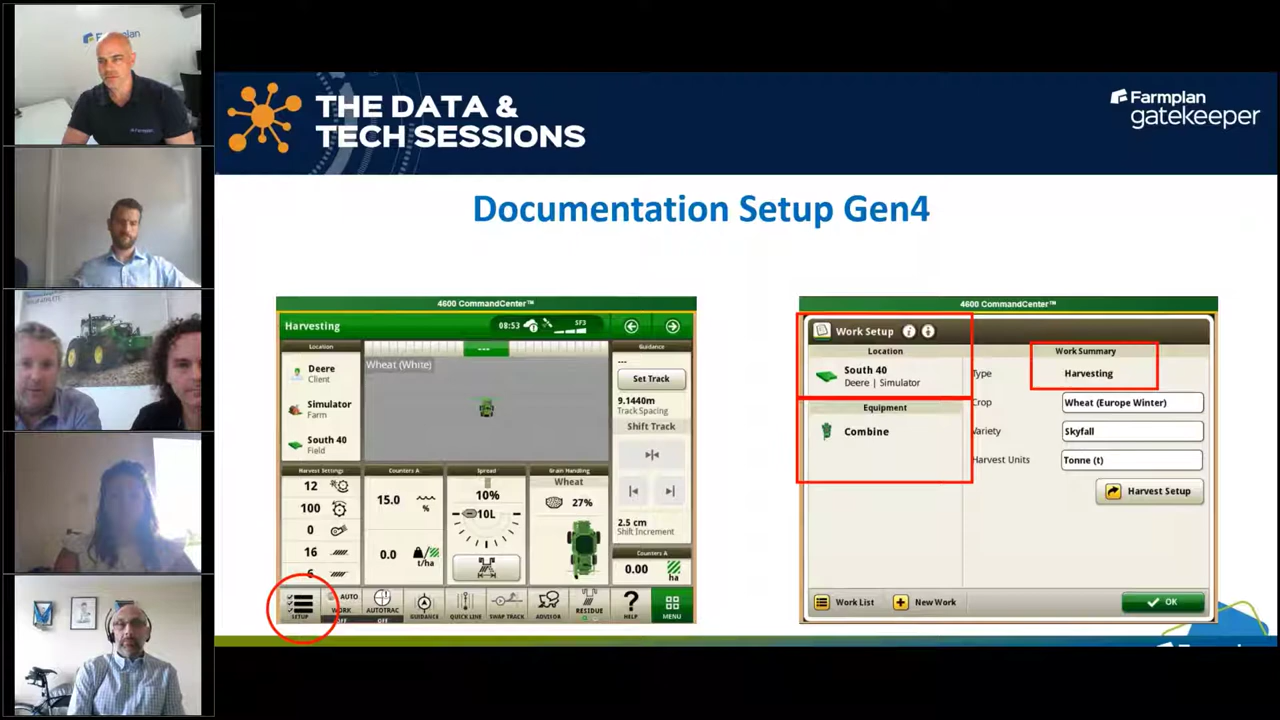 THE DATA &
TECH SESSIONS
Farmplan
gatekeeper
Documentation Setup Gen4
4600 CommandCenter™
Harvesting
08:53
SF3
Location
Deere
Client
Simulator
Farm
South 40
Field
Wheat (White)
---
Guidance
---
Set Track
9.1440m
Track Spacing
Shift Track
2.5 cm
Shift Increment
Harvest Settings
12
100
0
16
6
Counters A
15.0
%
0.0
t/ha
Spread
10%
10L
Grain Handling
Wheat
27%
Counters A
0.00
ha
SETUP
AUTO
WORK
OFF
AUTOTRAC
OFF
GUIDANCE
QUICK LINE
SWAP TRACK
ADVISOR
RESIDUE
HELP
MENU
4600 CommandCenter™
Work Setup
Location
South 40
Deere | Simulator
Equipment
Combine
Work Summary
Type
Harvesting
Crop
Wheat (Europe Winter)
Variety
Skyfall
Harvest Units
Tonne (t)
Harvest Setup
Work List
New Work
OK